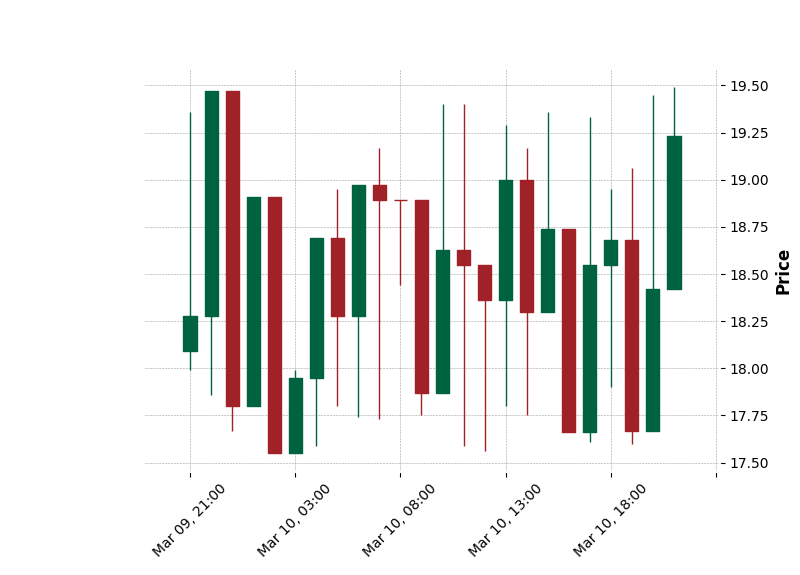 19.50
19.25
19.00
18.75
18.50
18.25
18.00
17.75
17.50
Price
Mar 09, 21:00
Mar 10, 03:00
Mar 10, 08:00
Mar 10, 13:00
Mar 10, 18:00